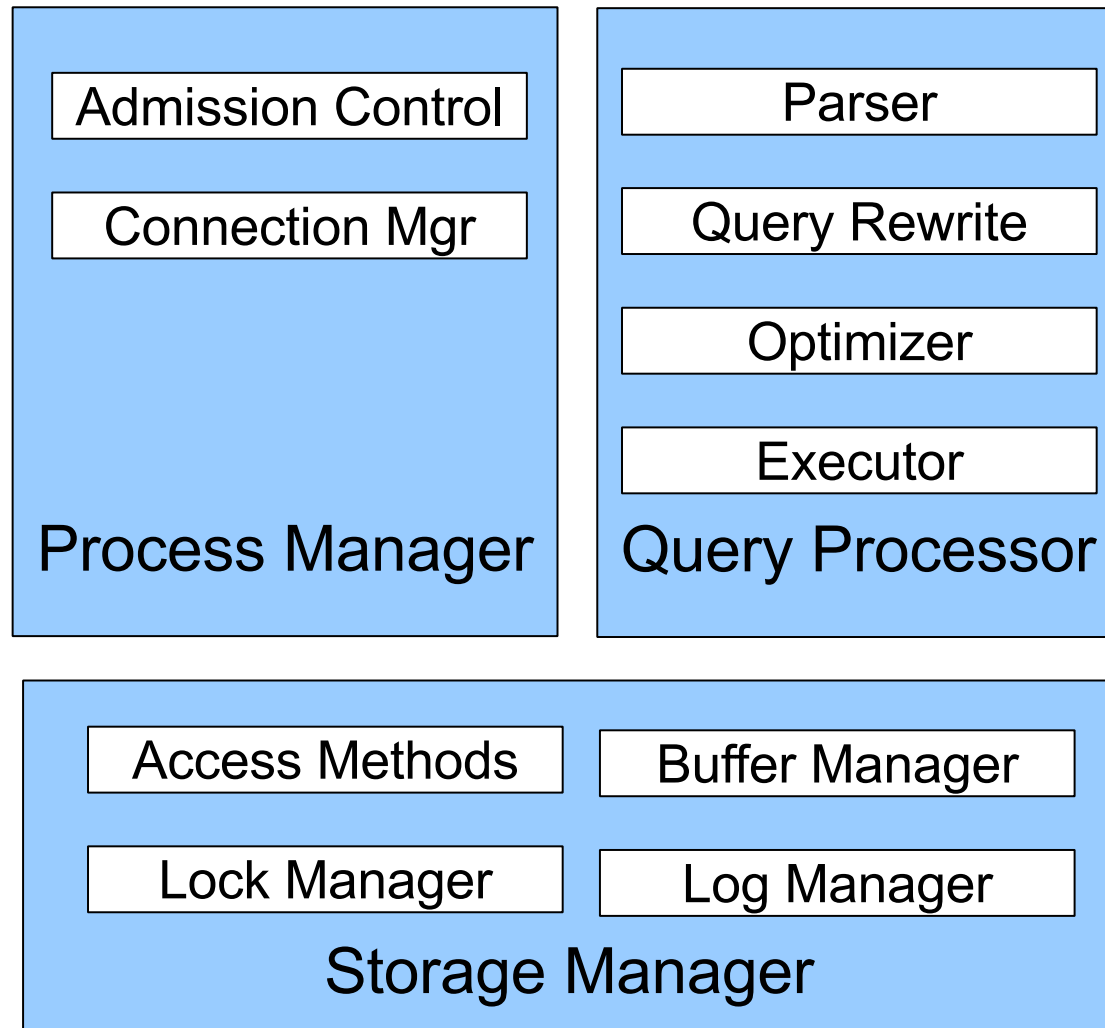 Admission Control
Connection Mgr
Process Manager
Parser
Query Rewrite
Optimizer
Executor
Query Processor
Access Methods
Buffer Manager
Lock Manager
Log Manager
Storage Manager